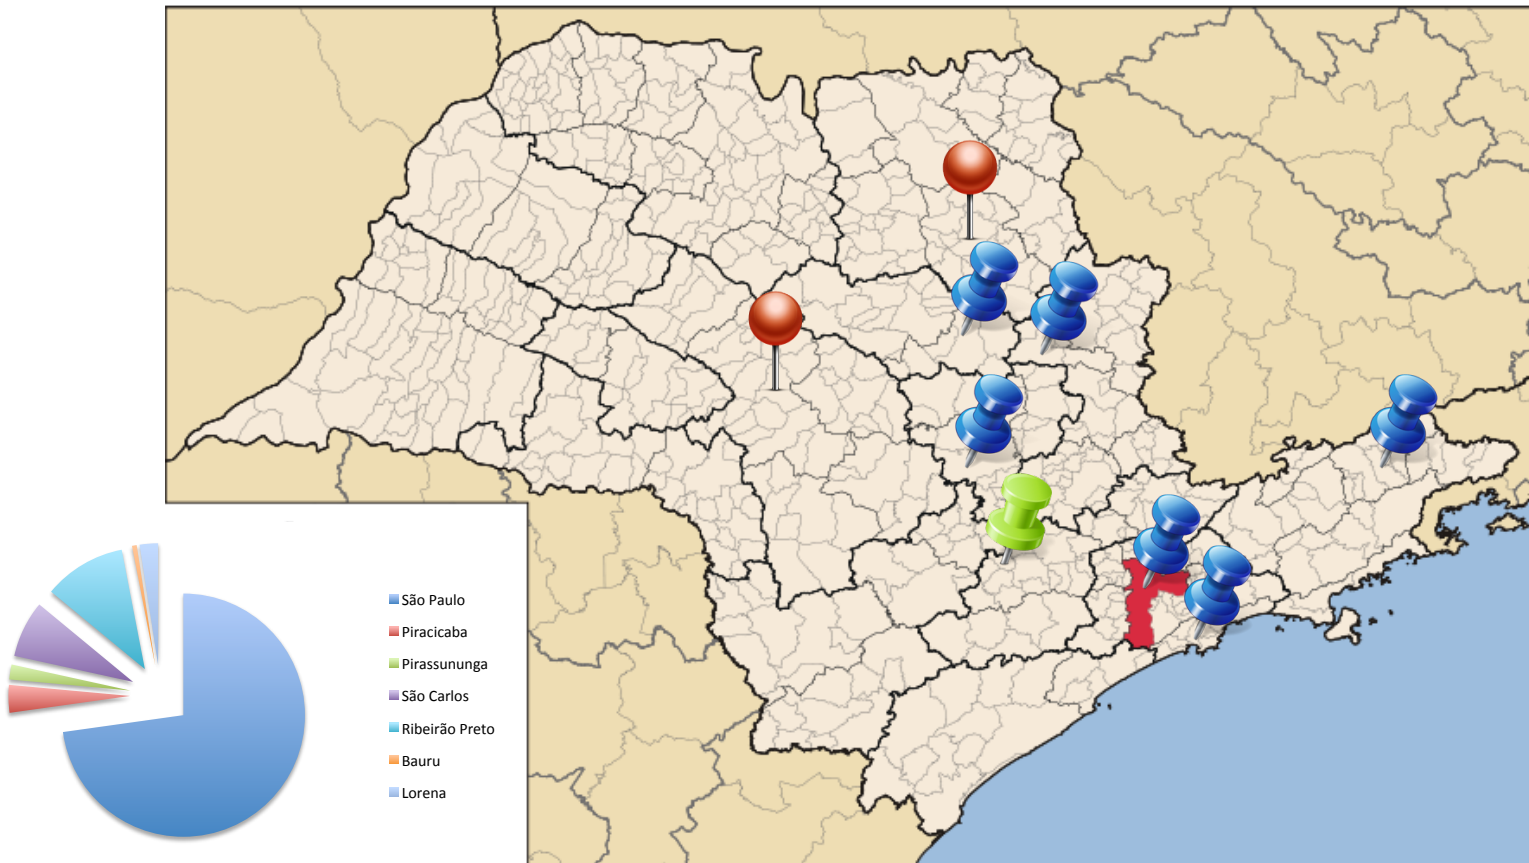 São Paulo
Piracicaba
Pirassununga
São Carlos
Ribeirão Preto
Bauru
Lorena